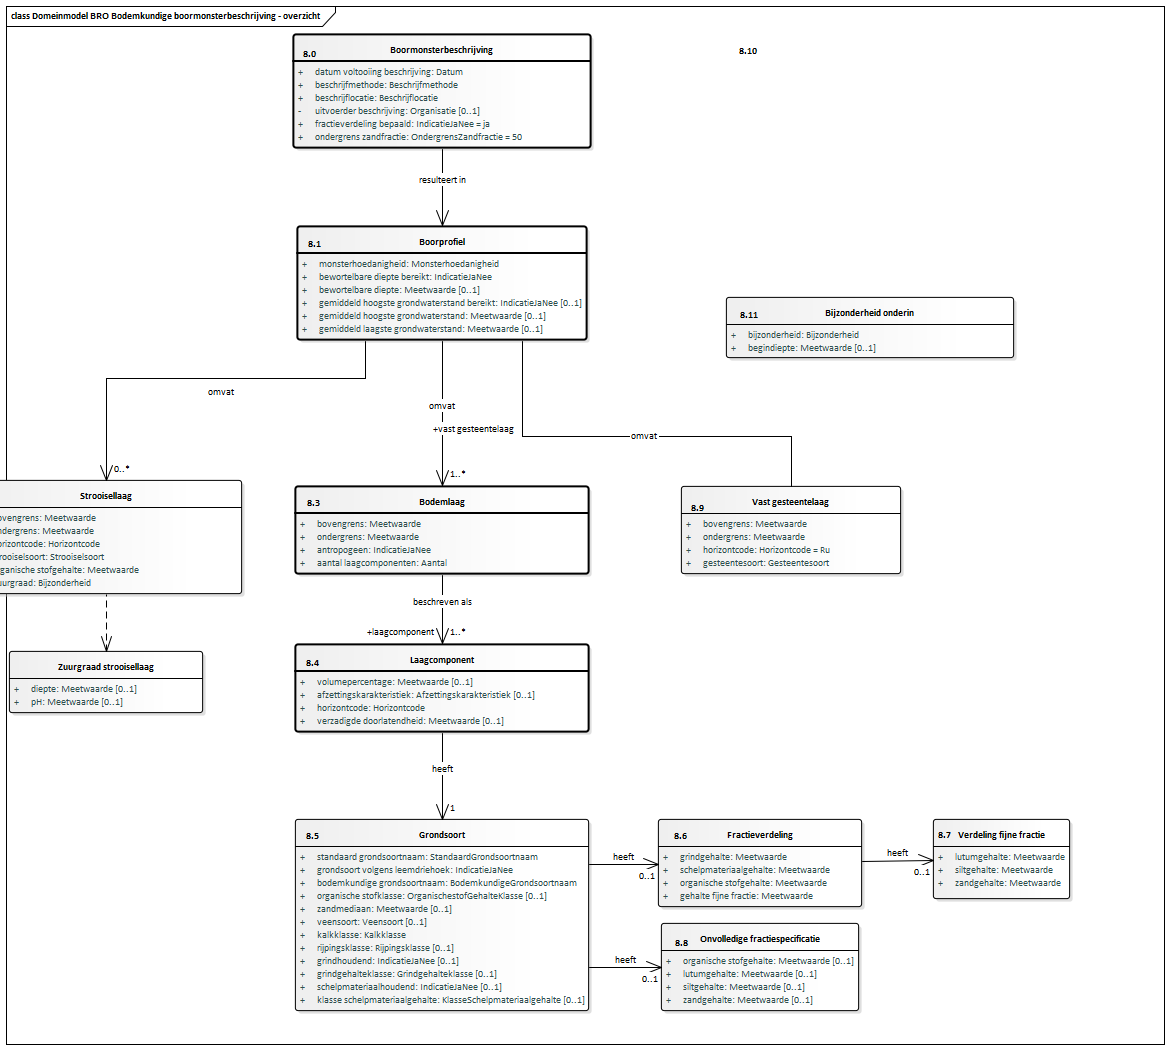 class Domeinmodel BRO Bodemkundige boormonsterbeschrijving - overzicht
8.0 Boormonsterbeschrijving
+ datum voltooiing beschrijving: Datum
+ beschrijfmethode: Beschrijfmethode
+ beschrijflocatie: Beschrijflocatie
- uitvoerder beschrijving: Organisatie [0..1]
+ fractieverdeling bepaald: IndicatieJaNee = ja
+ ondergrens zandfractie: OndergrensZandfractie = 50
8.10
resulteert in
8.1 Boorprofiel
+ monsterhoedanigheid: Monsterhoedanigheid
+ bewortelbare diepte bereikt: IndicatieJaNee
+ bewortelbare diepte: Meetwaarde [0..1]
+ gemiddeld hoogste grondwaterstand bereikt: IndicatieJaNee [0..1]
+ gemiddeld hoogste grondwaterstand: Meetwaarde [0..1]
+ gemiddeld laagste grondwaterstand: Meetwaarde [0..1]
8.11 Bijzonderheid onderin
+ bijzonderheid: Bijzonderheid
+ begindiepte: Meetwaarde [0..1]
omvat
omvat
+vast gesteentelaag
omvat
0..*
1..*
Strooisellaag
ovengrens: Meetwaarde
ndergrens: Meetwaarde
orizontcode: Horizontcode
rooiselsoort: Strooiselsoort
ganische stofgehalte: Meetwaarde
uurgraad: Bijzonderheid
8.3 Bodemlaag
+ bovengrens: Meetwaarde
+ ondergrens: Meetwaarde
+ antropogeen: IndicatieJaNee
+ aantal laagcomponenten: Aantal
8.9 Vast gesteentelaag
+ bovengrens: Meetwaarde
+ ondergrens: Meetwaarde
+ horizontcode: Horizontcode = Ru
+ gesteentesoort: Gesteentesoort
beschreven als
+laagcomponent 1..*
Zuurgraad strooisellaag
+ diepte: Meetwaarde [0..1]
+ pH: Meetwaarde [0..1]
8.4 Laagcomponent
+ volumepercentage: Meetwaarde [0..1]
+ afzettingskarakteristiek: Afzettingskarakteristiek [0..1]
+ horizontcode: Horizontcode
+ verzadigde doorlatendheid: Meetwaarde [0..1]
heeft
1
8.5 Grondsoort
+ standaard grondsoortnaam: StandaardGrondsoortnaam
+ grondsoort volgens leemdriehoek: IndicatieJaNee
+ bodemkundige grondsoortnaam: BodemkundigeGrondsoortnaam
+ organische stofklasse: OrganischestofGehalteKlasse [0..1]
+ zandmediaan: Meetwaarde [0..1]
+ veensoort: Veensoort [0..1]
+ kalkklasse: Kalkklasse
+ rijpingsklasse: Rijpingsklasse [0..1]
+ grindhoudend: IndicatieJaNee [0..1]
+ grindgehalteklasse: Grindgehalteklasse [0..1]
+ schelpmateriaalhoudend: IndicatieJaNee [0..1]
+ klasse schelpmateriaalgehalte: KlasseSchelpmateriaalgehalte [0..1]
heeft
0..1
8.6 Fractieverdeling
+ grindgehalte: Meetwaarde
+ schelpmateriaalgehalte: Meetwaarde
+ organische stofgehalte: Meetwaarde
+ gehalte fijne fractie: Meetwaarde
heeft
0..1
8.7 Verdeling fijne fractie
+ lutumgehalte: Meetwaarde
+ siltgehalte: Meetwaarde
+ zandgehalte: Meetwaarde
heeft
0..1
8.8 Onvolledige fractiespecificatie
+ organische stofgehalte: Meetwaarde [0..1]
+ lutumgehalte: Meetwaarde [0..1]
+ siltgehalte: Meetwaarde [0..1]
+ zandgehalte: Meetwaarde [0..1]